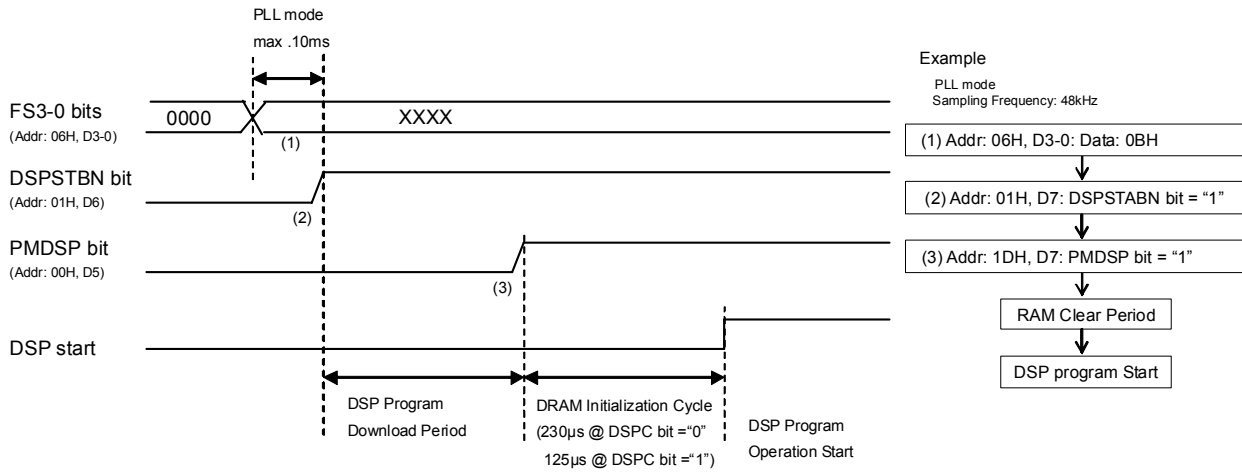 PLL mode
max .10ms
FS3-0 bits
(Addr: 06H, D3-0)
0000
XXXX
(1)
DSPSTBN bit
(Addr: 01H, D6)
(2)
PMDSP bit
(Addr: 00H, D5)
(3)
DSP start
DSP Program
Download Period
DRAM Initialization Cycle
(230µs @ DSPC bit =“0”
125µs @ DSPC bit =“1”)
DSP Program
Operation Start
Example
PLL mode
Sampling Frequency: 48kHz
(1) Addr: 06H, D3-0: Data: 0BH
(2) Addr: 01H, D7: DSPSTABN bit = “1”
(3) Addr: 1DH, D7: PMDSP bit = “1”
RAM Clear Period
DSP program Start